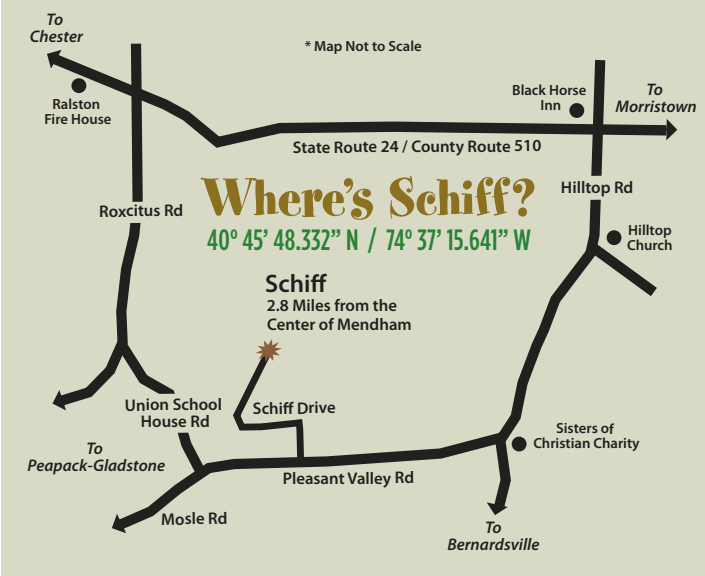 To
Chester
* Map Not to Scale
Ralston
Fire House
Black Horse
Inn
To
Morristown
State Route 24 / County Route 510
Hilltop Rd
Roxcitus Rd
Where's Schiff?
40º 45' 48.332" N / 74º 37' 15.641" W
Hilltop
Church
Schiff
2.8 Miles from the
Center of Mendham
Union School
House Rd
Schiff Drive
Sisters of
Christian Charity
To
Peapack-Gladstone
Pleasant Valley Rd
Mosle Rd
To
Bernardsville